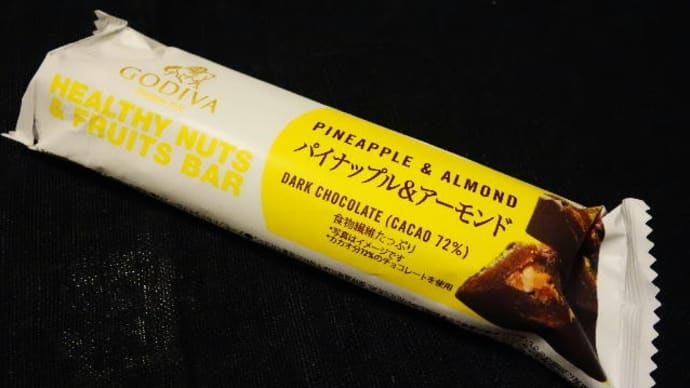 GODIVA
HEALTHY NUTS
& FRUITS BAR
PINEAPPLE & ALMOND
パイナップル&アーモンド
DARK CHOCOLATE (CACAO 72%)
食物繊維たっぷり
*写真はイメージです
*カカオ分72%のチョコレートを使用